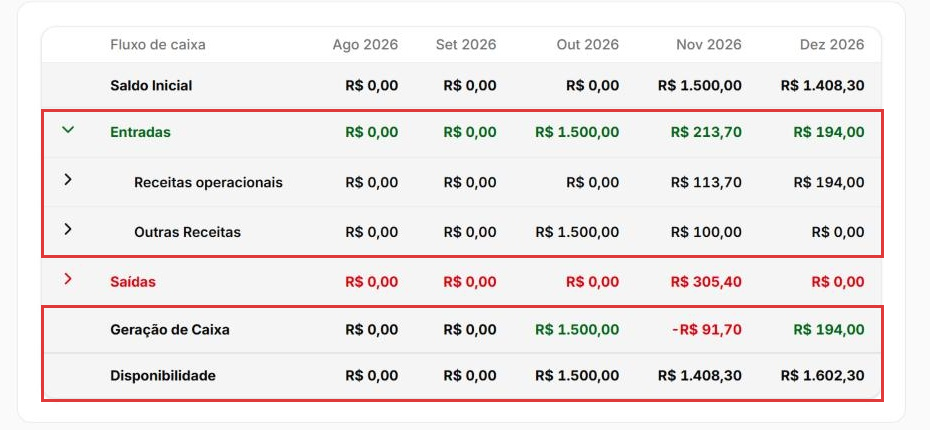 Fluxo de caixa Ago 2026 Set 2026 Out 2026 Nov 2026 Dez 2026
Saldo Inicial R$ 0,00 R$ 0,00 R$ 0,00 R$ 1.500,00 R$ 1.408,30
Entradas R$ 0,00 R$ 0,00 R$ 1.500,00 R$ 213,70 R$ 194,00
Receitas operacionais R$ 0,00 R$ 0,00 R$ 0,00 R$ 113,70 R$ 194,00
Outras Receitas R$ 0,00 R$ 0,00 R$ 1.500,00 R$ 100,00 R$ 0,00
Saídas R$ 0,00 R$ 0,00 R$ 0,00 R$ 305,40 R$ 0,00
Geração de Caixa R$ 0,00 R$ 0,00 R$ 1.500,00 -R$ 91,70 R$ 194,00
Disponibilidade R$ 0,00 R$ 0,00 R$ 1.500,00 R$ 1.408,30 R$ 1.602,30